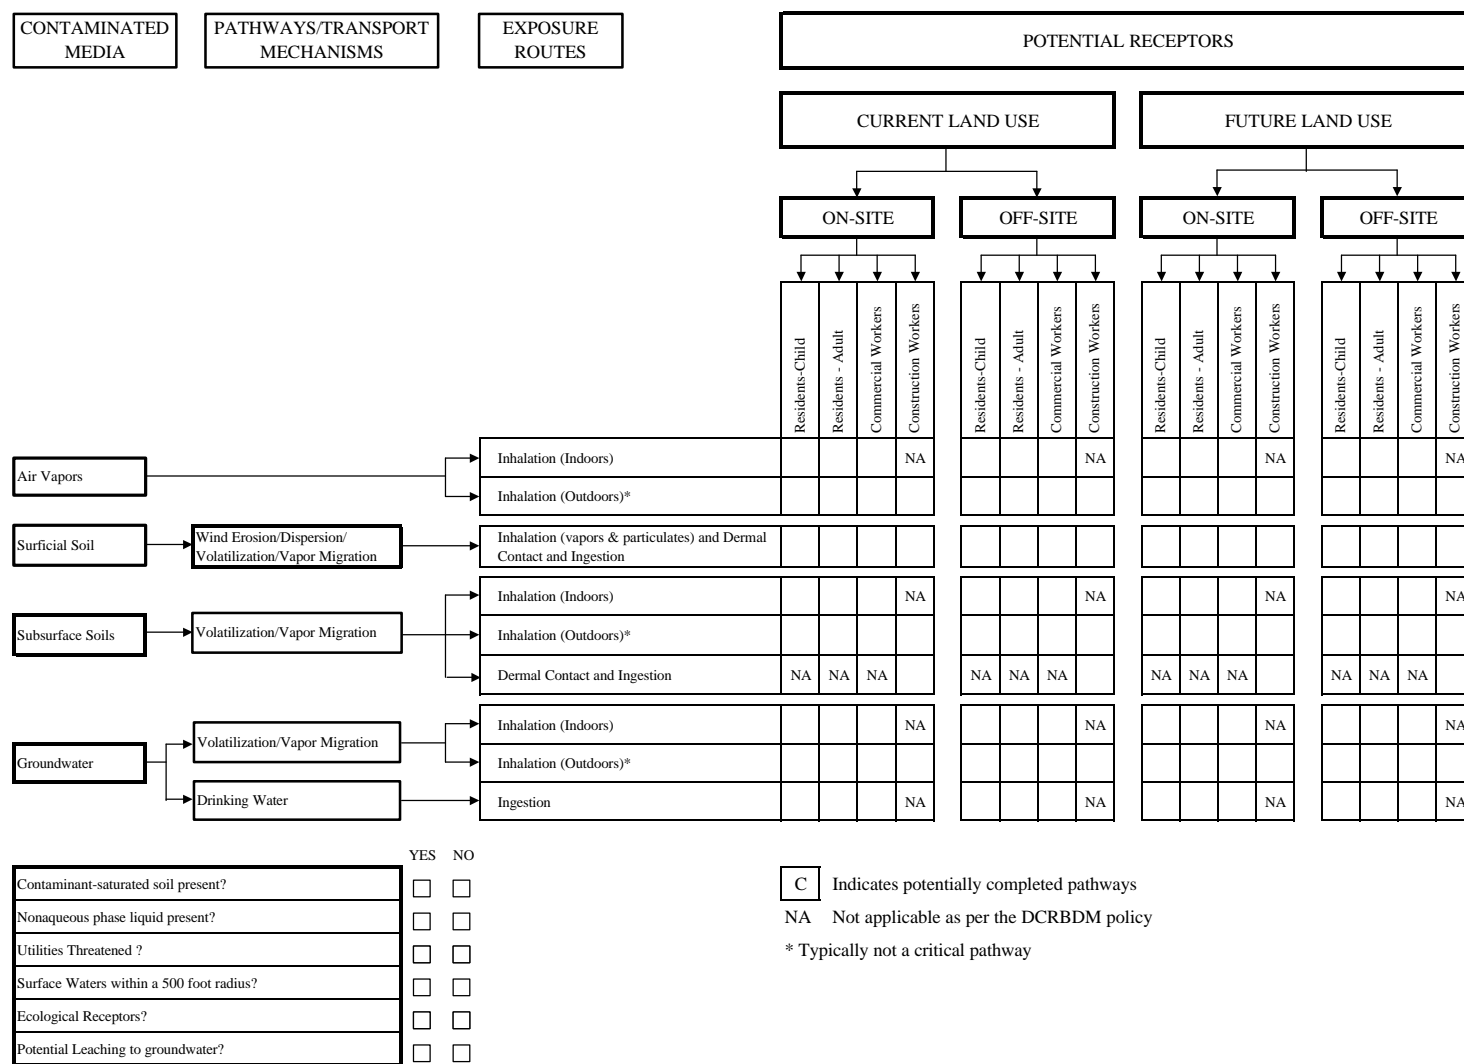 CONTAMINATED
MEDIA
PATHWAYS/TRANSPORT
MECHANISMS
EXPOSURE
ROUTES
POTENTIAL RECEPTORS
CURRENT LAND USE
FUTURE LAND USE
ON-SITE
OFF-SITE
ON-SITE
OFF-SITE
Residents-Child
Residents - Adult
Commercial Workers
Construction Workers
Residents-Child
Residents - Adult
Commercial Workers
Construction Workers
Residents-Child
Residents - Adult
Commercial Workers
Construction Workers
Residents-Child
Residents - Adult
Commercial Workers
Construction Workers
Air Vapors
Inhalation (Indoors) NA NA NA NA
Inhalation (Outdoors)*
Surficial Soil
Wind Erosion/Dispersion/
Volatilization/Vapor Migration
Inhalation (vapors & particulates) and Dermal
Contact and Ingestion
Subsurface Soils
Volatilization/Vapor Migration
Inhalation (Indoors) NA NA NA NA
Inhalation (Outdoors)*
Dermal Contact and Ingestion NA NA NA NA NA NA NA NA NA NA NA NA
Groundwater
Volatilization/Vapor Migration
Inhalation (Indoors) NA NA NA NA
Inhalation (Outdoors)*
Drinking Water
Ingestion NA NA NA NA
YES NO
Contaminant-saturated soil present?
Nonaqueous phase liquid present?
Utilities Threatened ?
Surface Waters within a 500 foot radius?
Ecological Receptors?
Potential Leaching to groundwater?
C Indicates potentially completed pathways
NA Not applicable as per the DCRBDM policy
* Typically not a critical pathway